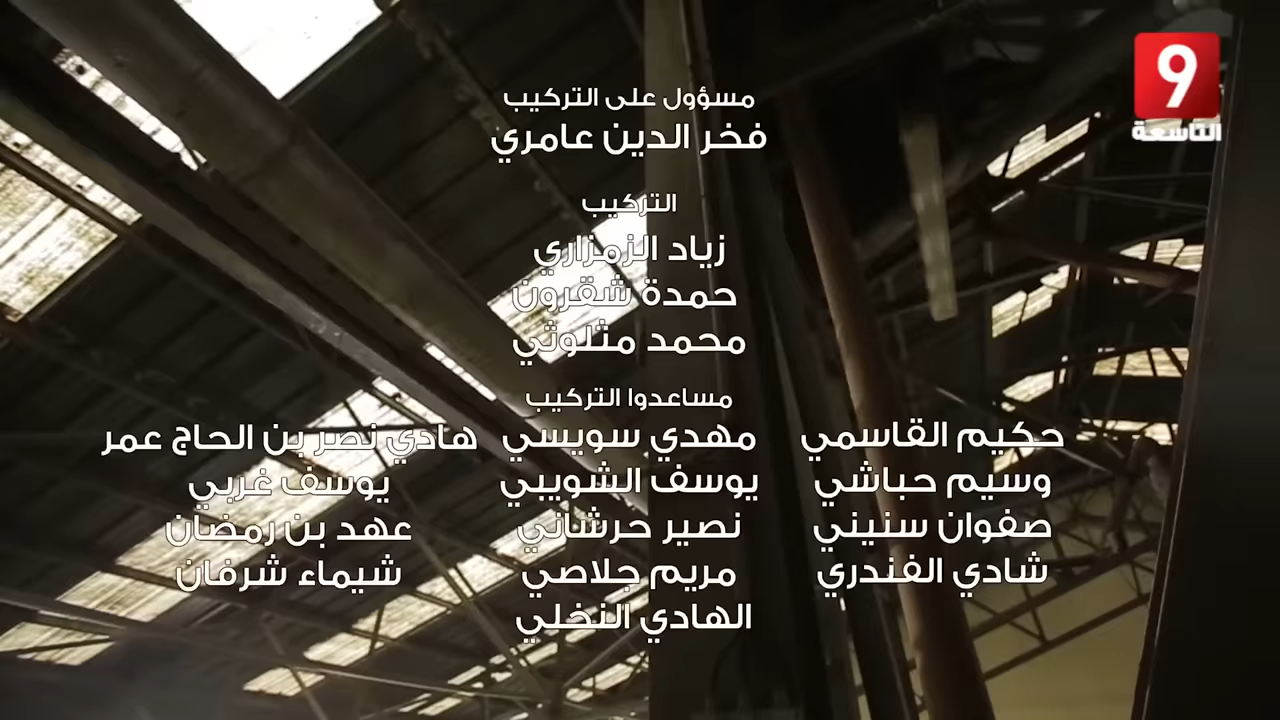 9
التاسعة
مسؤول على التركيب
فخر الدين عامري
التركيب
زياد الزمزاري
حمدة شقرون
محمد مثلوثي
مساعدوا التركيب
حكيم القاسمي
وسيم حباشي
صفوان سنيني
شادي الفندري
مهدي سويسي
يوسف الشويبي
نصير حرشاني
مريم جلاصي
الهادي النخلي
هادي نصر بن الحاج عمر
يوسف غربي
عهد بن رمضان
شيماء شرفان